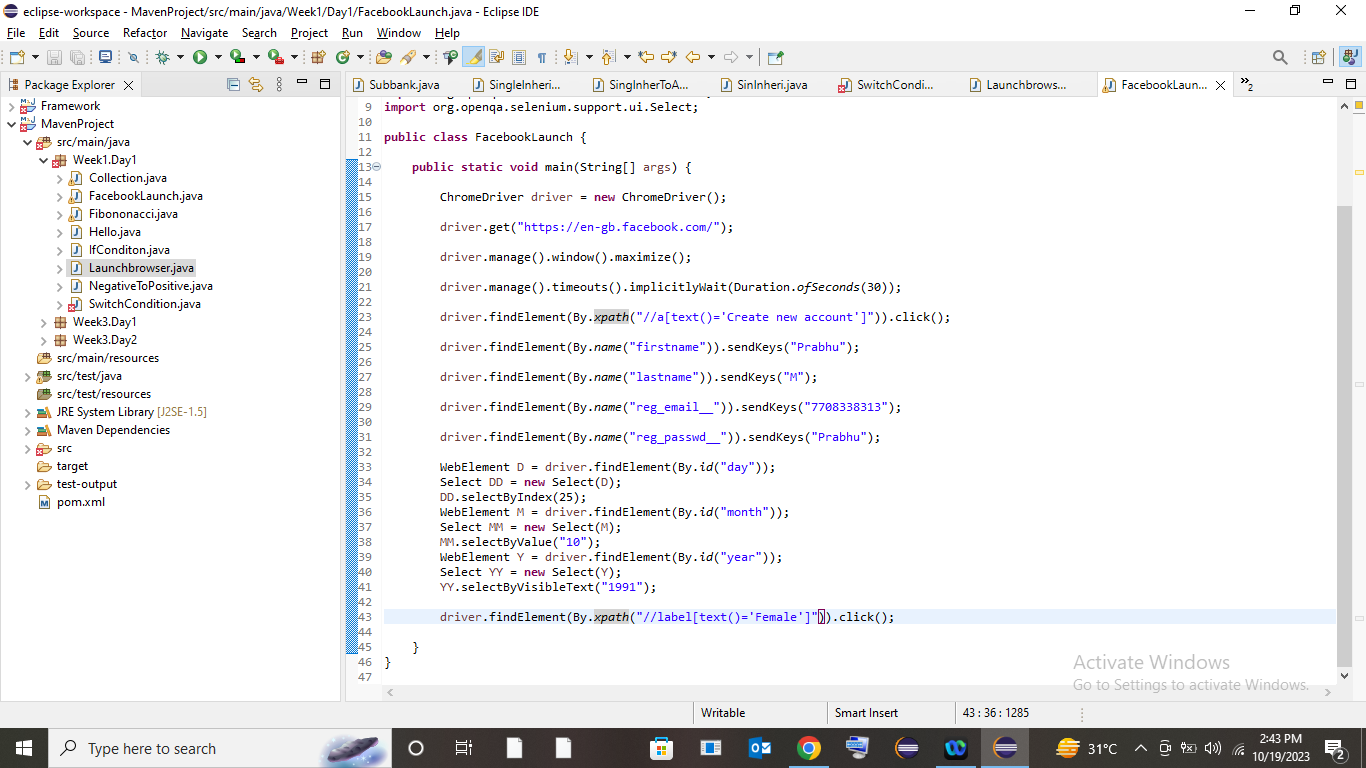 eclipse-workspace - MavenProject/src/main/java/Week1/Day1/FacebookLaunch.java - Eclipse IDE
File Edit Source Refactor Navigate Search Project Run Window Help
Package Explorer
Framework
MavenProject
src/main/java
Week1.Day1
Collection.java
FacebookLaunch.java
Fibononacci.java
Hello.java
IfConditon.java
Launchbrowser.java
NegativeToPositive.java
SwitchCondition.java
Week3.Day1
Week3.Day2
src/main/resources
src/test/java
src/test/resources
JRE System Library [J2SE-1.5]
Maven Dependencies
src
target
test-output
pom.xml
Subbank.java SingleInheri... SingInherToA... SinInheri.java SwitchCondi... Launchbrows... FacebookLaun... »2
9 import org.openqa.selenium.support.ui.Select;
10
11 public class FacebookLaunch {
12
13 public static void main(String[] args) {
14
15 ChromeDriver driver = new ChromeDriver();
16
17 driver.get("https://en-gb.facebook.com/");
18
19 driver.manage().window().maximize();
20
21 driver.manage().timeouts().implicitlyWait(Duration.ofSeconds(30));
22
23 driver.findElement(By.xpath("//a[text()='Create new account']")).click();
24
25 driver.findElement(By.name("firstname")).sendKeys("Prabhu");
26
27 driver.findElement(By.name("lastname")).sendKeys("M");
28
29 driver.findElement(By.name("reg_email__")).sendKeys("7708338313");
30
31 driver.findElement(By.name("reg_passwd__")).sendKeys("Prabhu");
32
33 WebElement D = driver.findElement(By.id("day"));
34 Select DD = new Select(D);
35 DD.selectByIndex(25);
36 WebElement M = driver.findElement(By.id("month"));
37 Select MM = new Select(M);
38 MM.selectByValue("10");
39 WebElement Y = driver.findElement(By.id("year"));
40 Select YY = new Select(Y);
41 YY.selectByVisibleText("1991");
42
43 driver.findElement(By.xpath("//label[text()='Female']")).click();
44
45 }
46 }
47
Activate Windows
Go to Settings to activate Windows.
Writable Smart Insert 43 : 36 : 1285
Type here to search
31°C
2:43 PM
10/19/2023
2